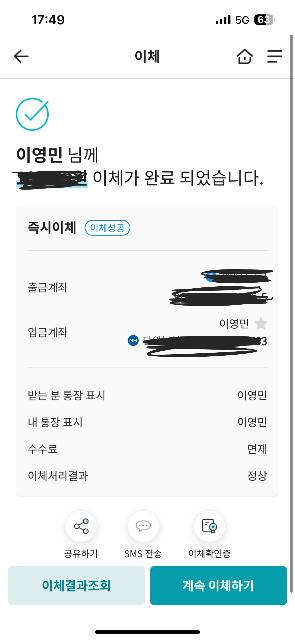 17:49
5G 63
이체
이영민 님께
이체가 완료 되었습니다.
즉시이체 이체성공
출금계좌
입금계좌 이영민
3
받는 분 통장 표시 이영민
내 통장 표시 이영민
수수료 면제
이체처리결과 정상
공유하기 SMS 전송 이체확인증
이체결과조회 계속 이체하기